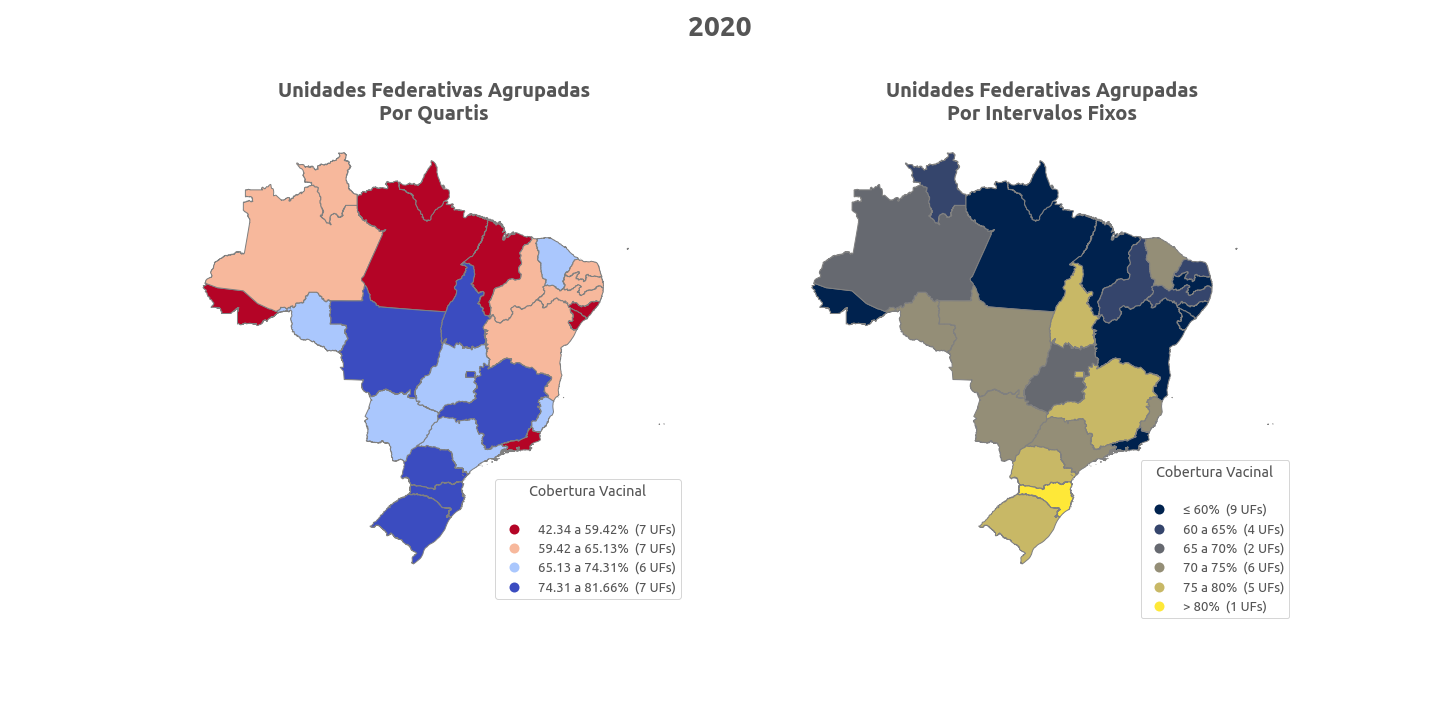 2020
Unidades Federativas Agrupadas
Por Quartis
Unidades Federativas Agrupadas
Por Intervalos Fixos
Cobertura Vacinal
42.34 a 59.42% (7 UFs)
59.42 a 65.13% (7 UFs)
65.13 a 74.31% (6 UFs)
74.31 a 81.66% (7 UFs)
Cobertura Vacinal
≤ 60% (9 UFs)
60 a 65% (4 UFs)
65 a 70% (2 UFs)
70 a 75% (6 UFs)
75 a 80% (5 UFs)
> 80% (1 UFs)